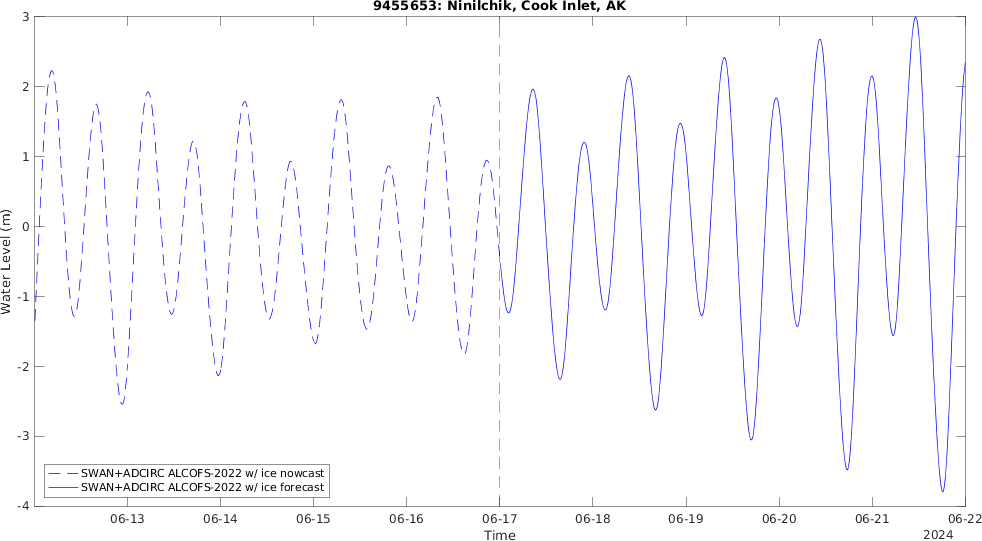 9455653: Ninilchik, Cook Inlet, AK
3
2
1
0
-1
-2
-3
-4
Water Level (m)
SWAN+ADCIRC ALCOFS-2022 w/ ice nowcast
SWAN+ADCIRC ALCOFS-2022 w/ ice forecast
06-13 06-14 06-15 06-16 06-17 06-18 06-19 06-20 06-21 06-22
Time
2024